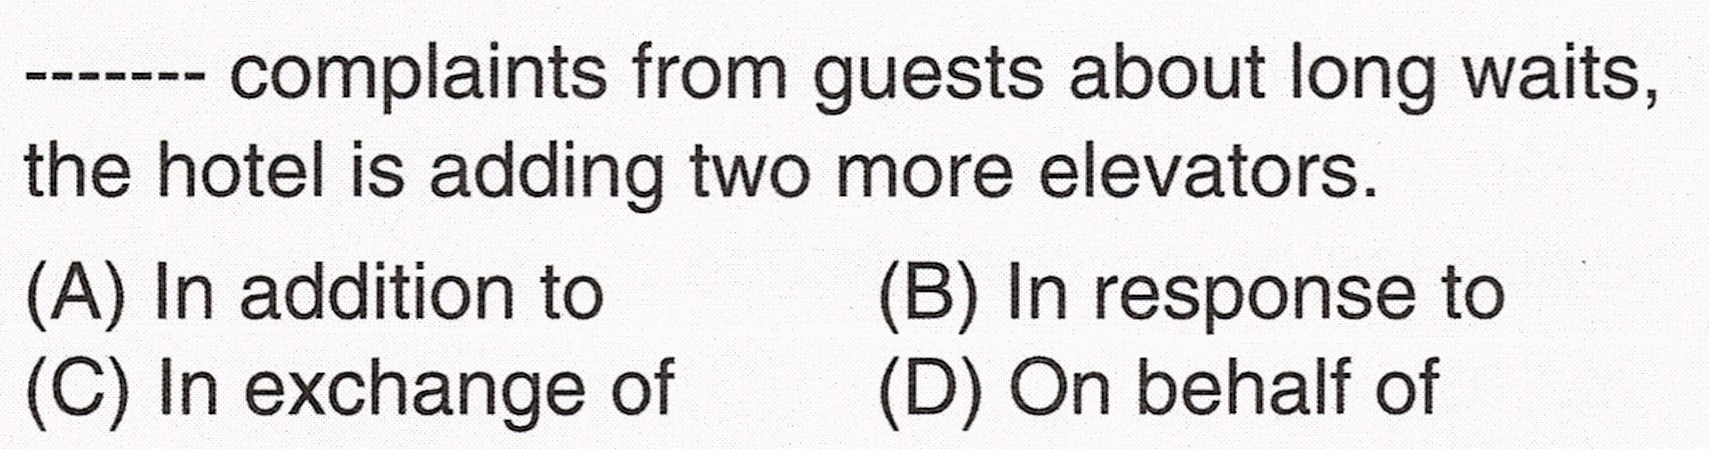 ------- complaints from guests about long waits,
the hotel is adding two more elevators.
(A) In addition to (B) In response to
(C) In exchange of (D) On behalf of